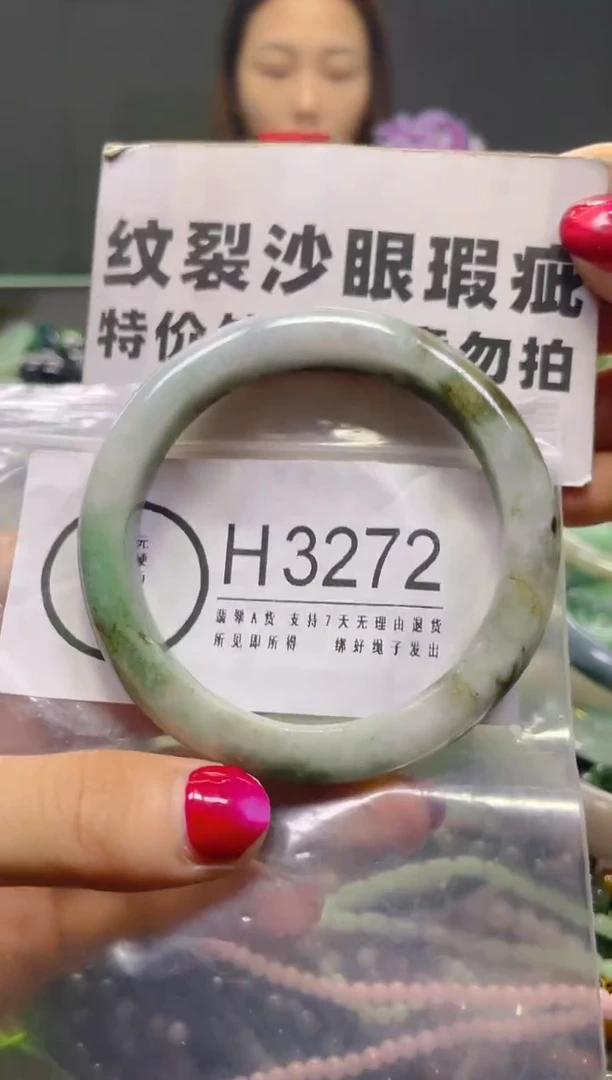 纹裂沙眼瑕疵
特价 勿拍
H3272
翡翠A货 支持7天无理由退货
所见即所得 绑好绳子发出